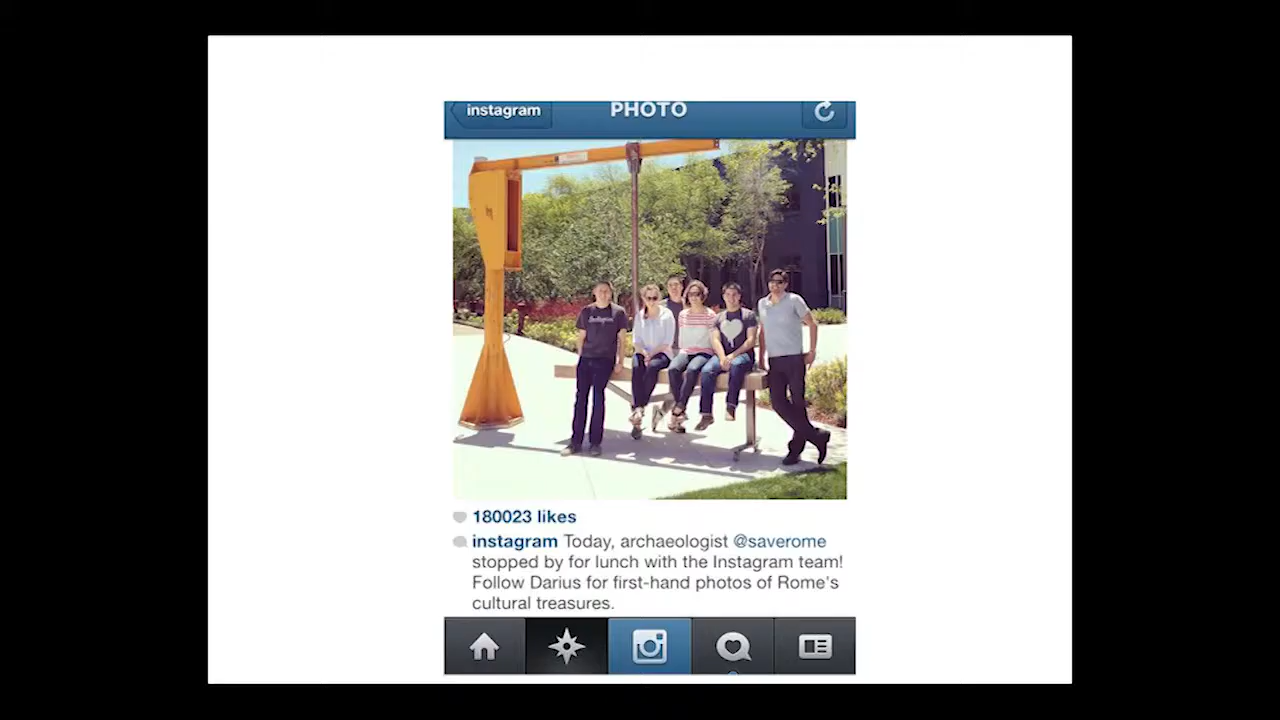 instagram PHOTO
Instagram
180023 likes
instagram Today, archaeologist @saverome
stopped by for lunch with the Instagram team!
Follow Darius for first-hand photos of Rome's
cultural treasures.